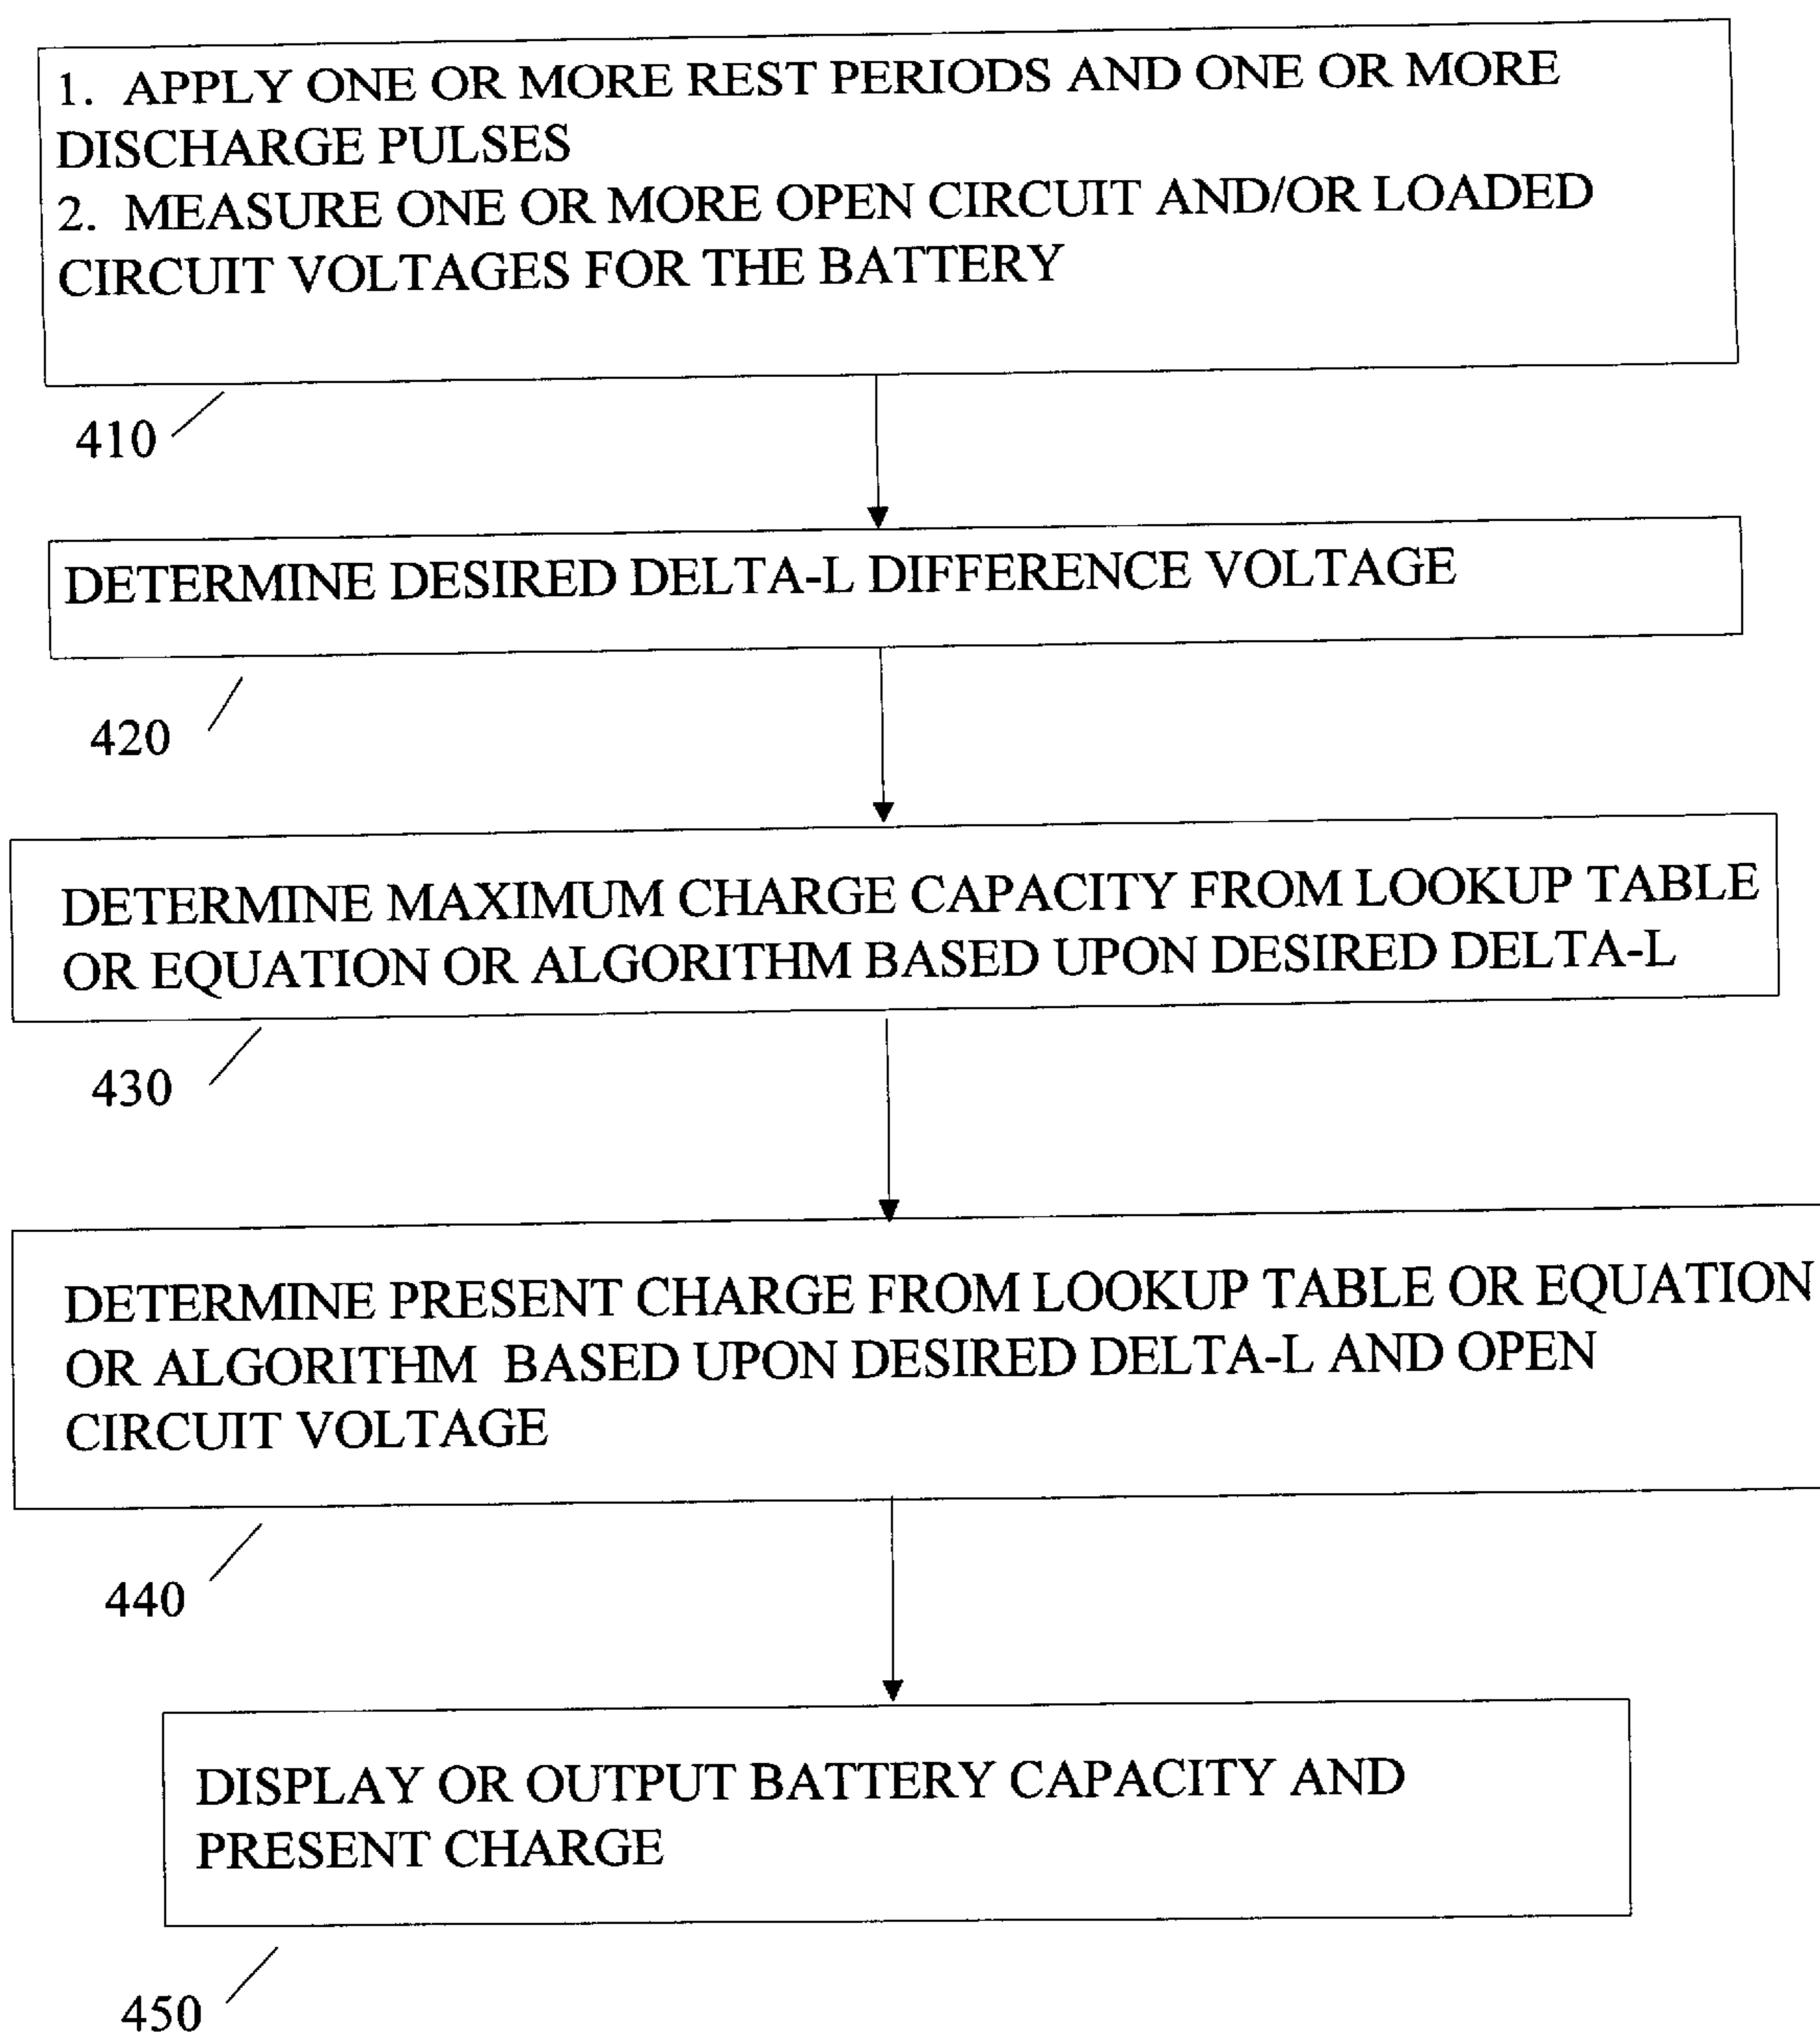 1. APPLY ONE OR MORE REST PERIODS AND ONE OR MORE
DISCHARGE PULSES
2. MEASURE ONE OR MORE OPEN CIRCUIT AND/OR LOADED
CIRCUIT VOLTAGES FOR THE BATTERY
410
DETERMINE DESIRED DELTA-L DIFFERENCE VOLTAGE
420
DETERMINE MAXIMUM CHARGE CAPACITY FROM LOOKUP TABLE
OR EQUATION OR ALGORITHM BASED UPON DESIRED DELTA-L
430
DETERMINE PRESENT CHARGE FROM LOOKUP TABLE OR EQUATION
OR ALGORITHM BASED UPON DESIRED DELTA-L AND OPEN
CIRCUIT VOLTAGE
440
DISPLAY OR OUTPUT BATTERY CAPACITY AND
PRESENT CHARGE
450